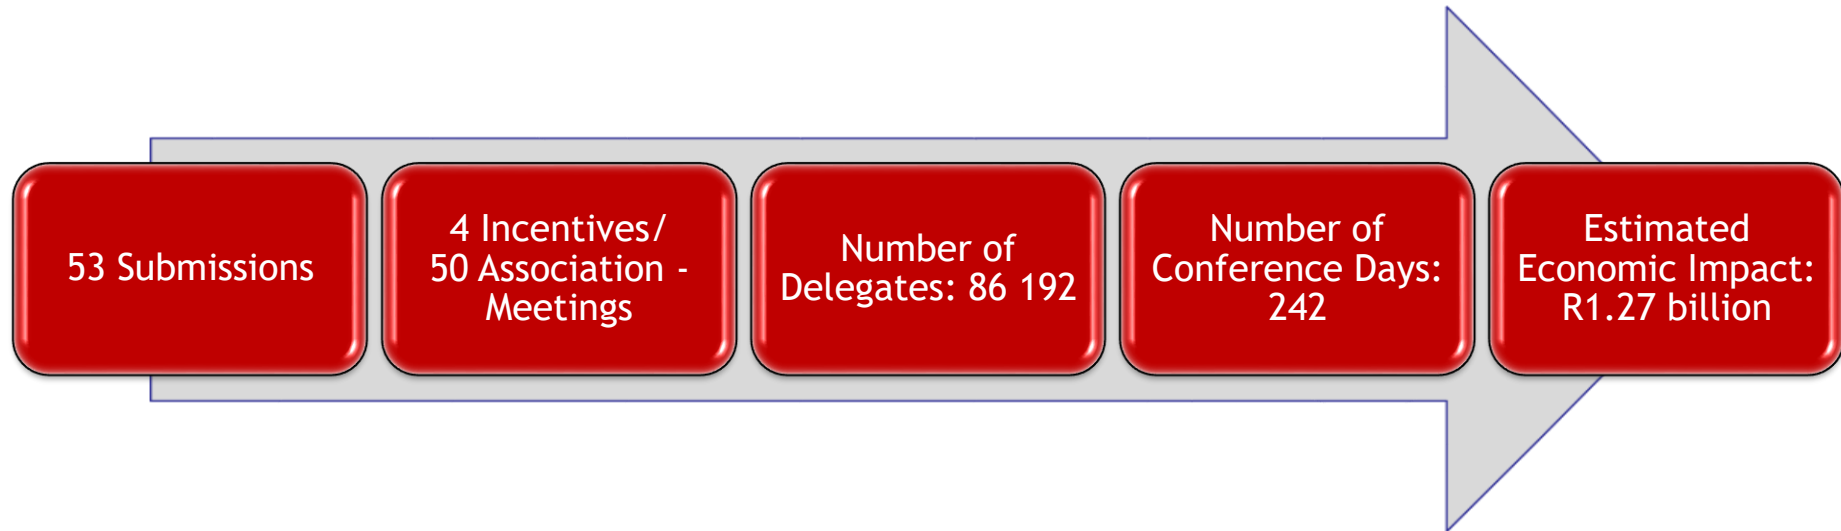 53 Submissions
4 Incentives/
50 Association -
Meetings
Number of
Delegates: 86 192
Number of
Conference Days:
242
Estimated
Economic Impact:
R1.27 billion